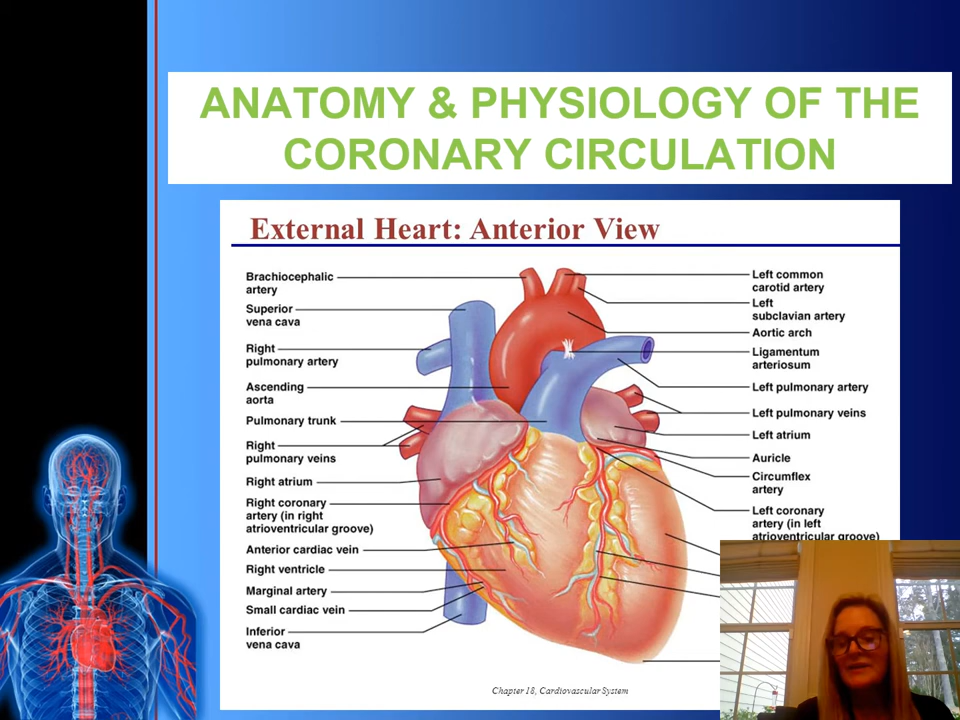 ANATOMY & PHYSIOLOGY OF THE
CORONARY CIRCULATION
External Heart: Anterior View
Brachiocephalic
artery
Superior
vena cava
Right
pulmonary artery
Ascending
aorta
Pulmonary trunk
Right
pulmonary veins
Right atrium
Right coronary
artery (in right
atrioventricular groove)
Anterior cardiac vein
Right ventricle
Marginal artery
Small cardiac vein
Inferior
vena cava
Left common
carotid artery
Left
subclavian artery
Aortic arch
Ligamentum
arteriosum
Left pulmonary artery
Left pulmonary veins
Left atrium
Auricle
Circumflex
artery
Left coronary
artery (in left
atrioventricular groove)
Chapter 18, Cardiovascular System